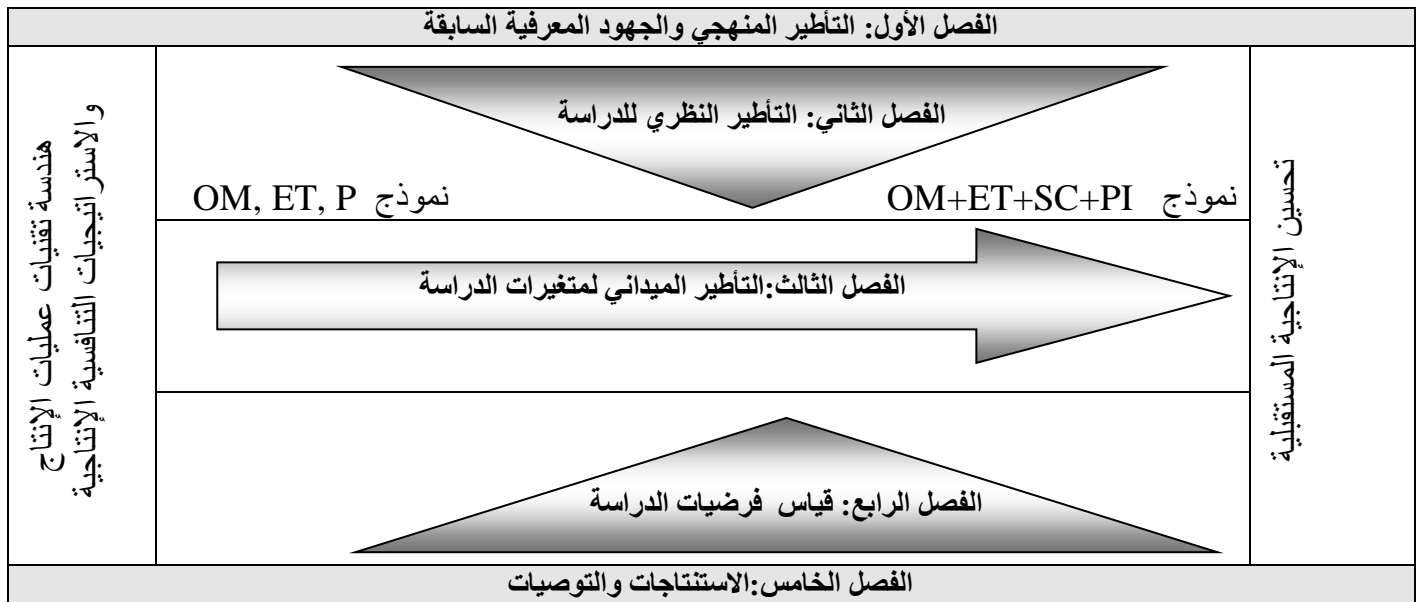 الفصل الأول: التأطير المنهجي والجهود المعرفية السابقة
تحسين الإنتاجية المستقبلية
الفصل الثاني: التأطير النظري للدراسة
نموذج OM+ET+SC+PI
نموذج OM, ET, P
الفصل الثالث:التأطير الميداني لمتغيرات الدراسة
الفصل الرابع: قياس فرضيات الدراسة
هندسة تقنيات عمليات الإنتاج
والاستراتيجيات التنافسية الإنتاجية
الفصل الخامس:الاستنتاجات والتوصيات